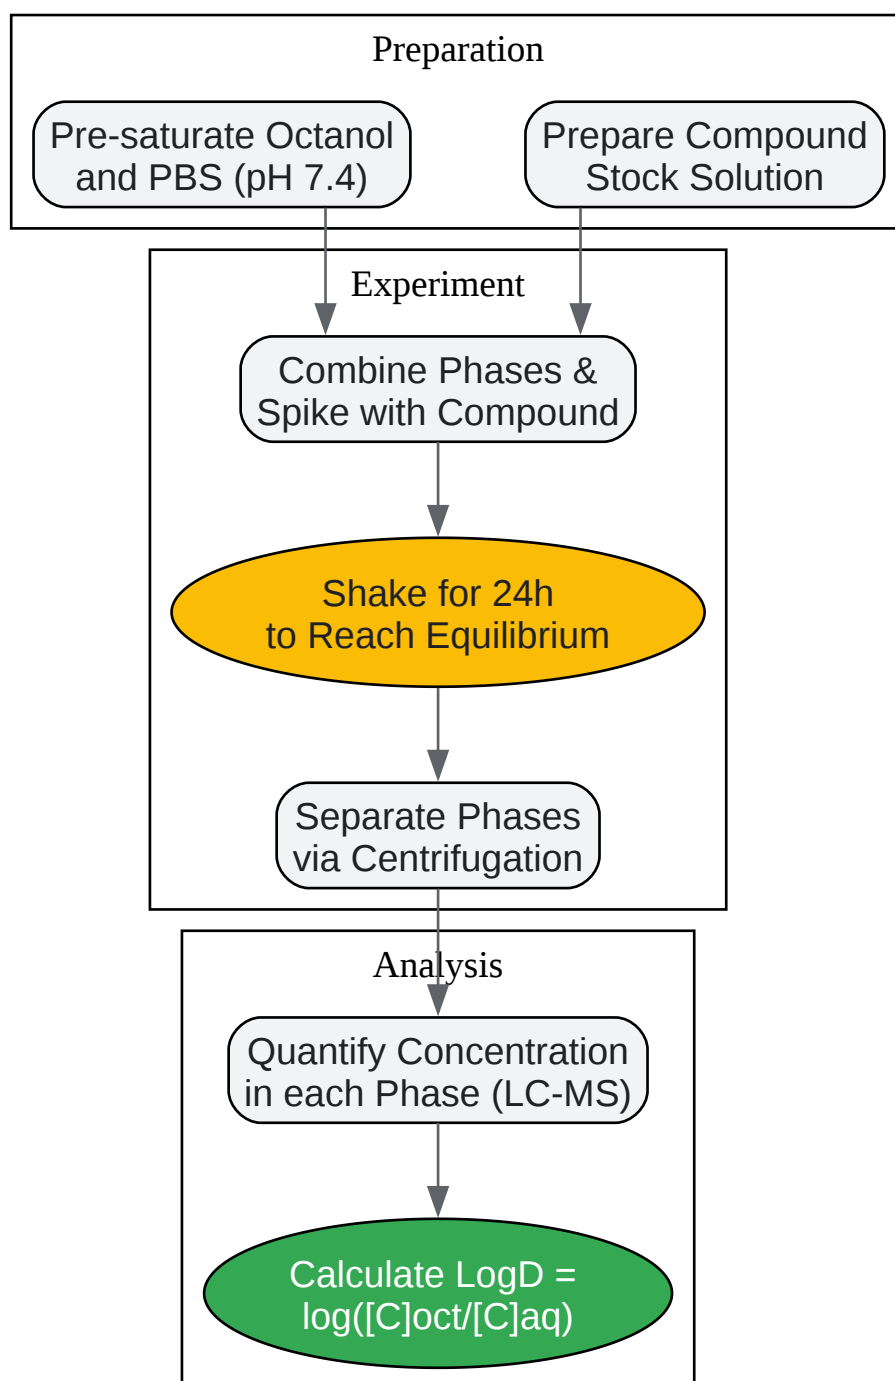 Preparation
Pre-saturate Octanol
and PBS (pH 7.4)
Prepare Compound
Stock Solution
Experiment
Combine Phases &
Spike with Compound
Shake for 24h
to Reach Equilibrium
Separate Phases
via Centrifugation
Analysis
Quantify Concentration
in each Phase (LC-MS)
Calculate LogD =
log([C]oct/[C]aq)